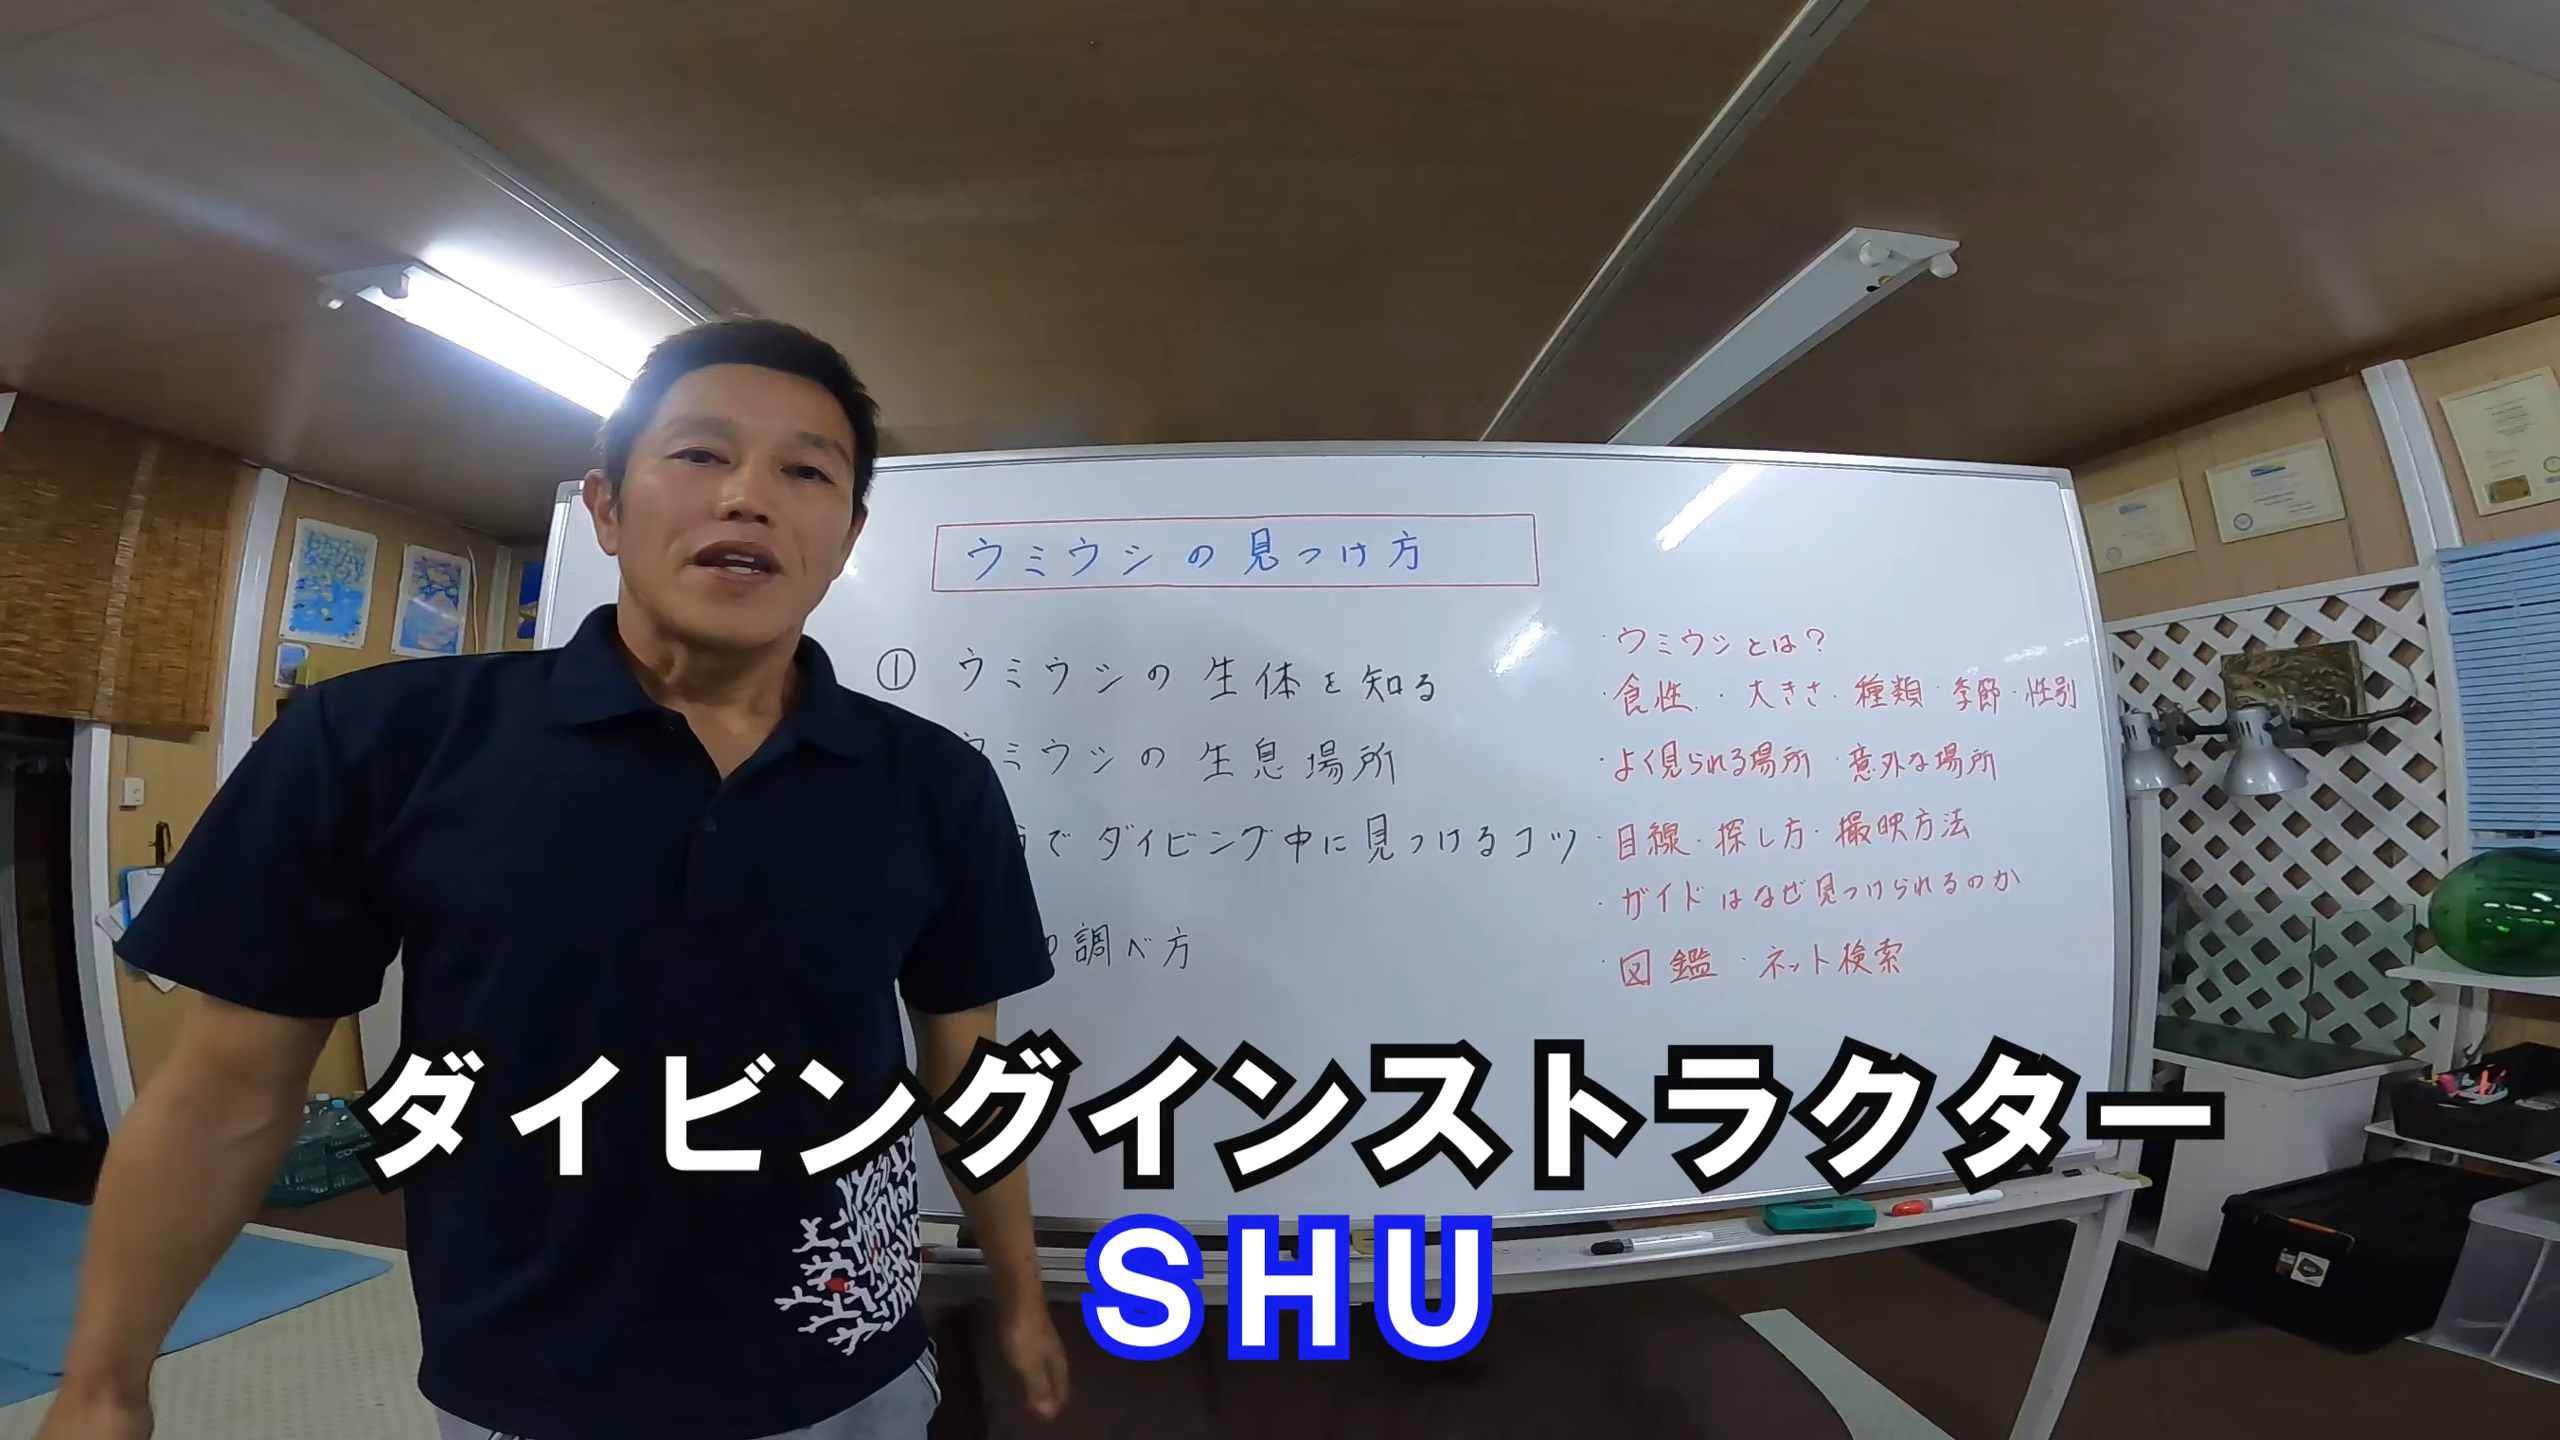 ウミウシの見つけ方
① ウミウシの生体を知る
・ウミウシとは?
・食性・大きさ・種類・季節・性別
ミウシの生息場所
・よく見られる場所・意外な場所
で ダイビング中に見つけるコツ
・目線・探し方・撮映方法
・ガイドはなぜ見つけられるのか
の調べ方
・図鑑・ネット検索
ダイビングインストラクター
SHU